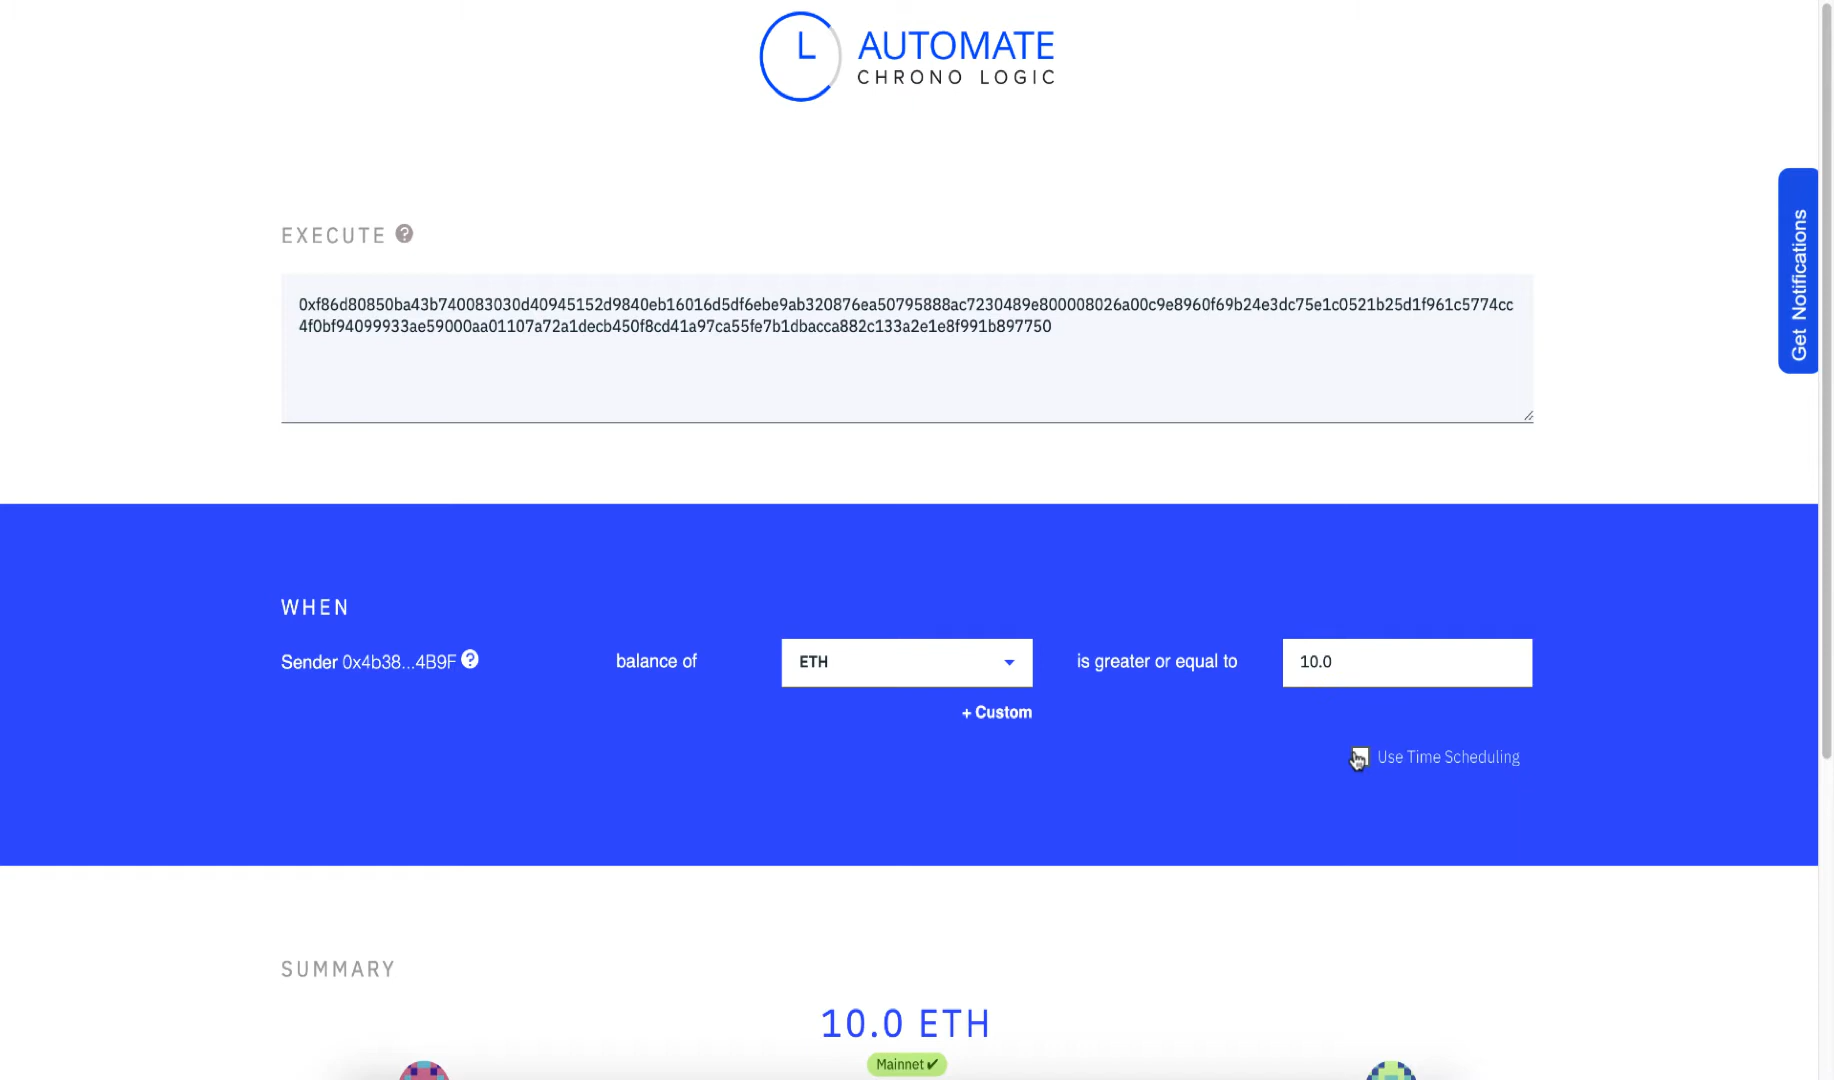 L AUTOMATE
CHRONO LOGIC
Get Notifications
EXECUTE ?
0xf86d80850ba43b740083030d40945152d9840eb16016d5df6ebe9ab320876ea50795888ac7230489e800008026a00c9e8960f69b24e3dc75e1c0521b25d1f961c5774cc
4f0bf94099933ae59000aa01107a72a1decb450f8cd41a97ca55fe7b1dbacca882c133a2e1e8f991b897750
WHEN
Sender 0x4b38...4B9F ? balance of ETH is greater or equal to 10.0
+ Custom
Use Time Scheduling
SUMMARY
10.0 ETH
Mainnet ✔